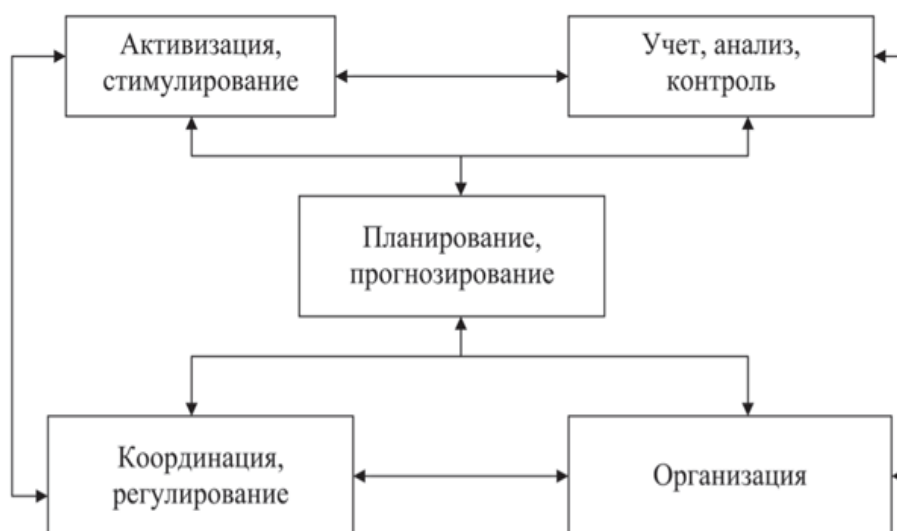 Активизация,
стимулирование
Учет, анализ,
контроль
Планирование,
прогнозирование
Координация,
регулирование
Организация